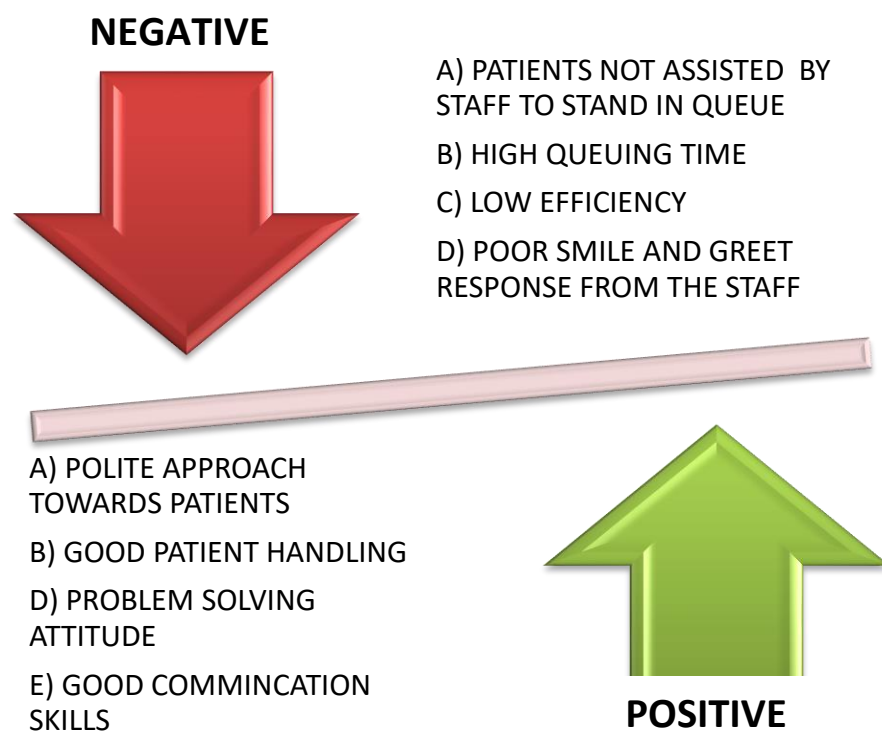 NEGATIVE
A) PATIENTS NOT ASSISTED BY
STAFF TO STAND IN QUEUE
B) HIGH QUEUING TIME
C) LOW EFFICIENCY
D) POOR SMILE AND GREET
RESPONSE FROM THE STAFF
A) POLITE APPROACH
TOWARDS PATIENTS
B) GOOD PATIENT HANDLING
D) PROBLEM SOLVING
ATTITUDE
E) GOOD COMMINCATION
SKILLS
POSITIVE